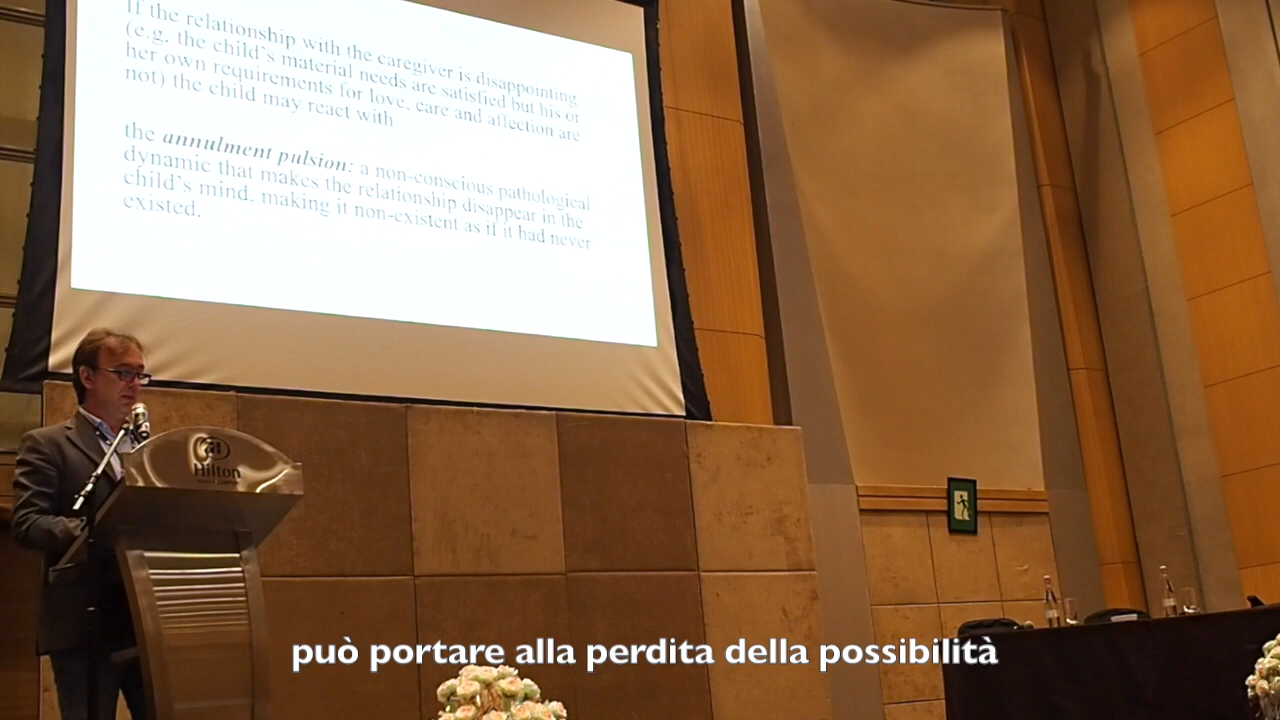 If the relationship with the caregiver is disappointing
(e.g. the child's material needs are satisfied but his or
her own requirements for love, care and affection are
not) the child may react with
the annulment pulsion: a non-conscious pathological
dynamic that makes the relationship disappear in the
child's mind, making it non-existent as if it had never
existed.
Hilton
può portare alla perdita della possibilità